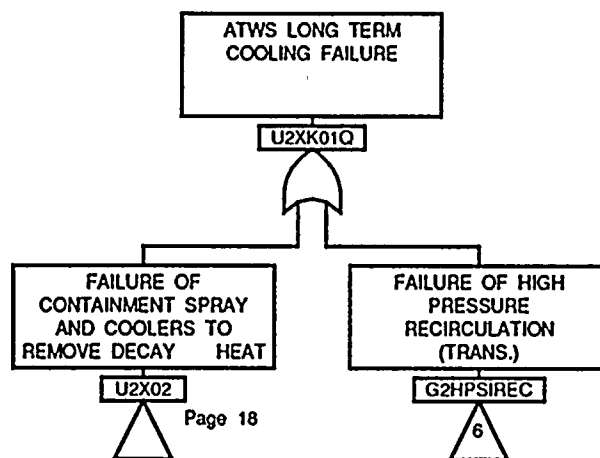 ATWS LONG TERM
COOLING FAILURE
U2XK01Q
FAILURE OF
CONTAINMENT SPRAY
AND COOLERS TO
REMOVE DECAY HEAT
U2X02
Page 18
FAILURE OF HIGH
PRESSURE
RECIRCULATION
(TRANS.)
G2HPSIREC
6